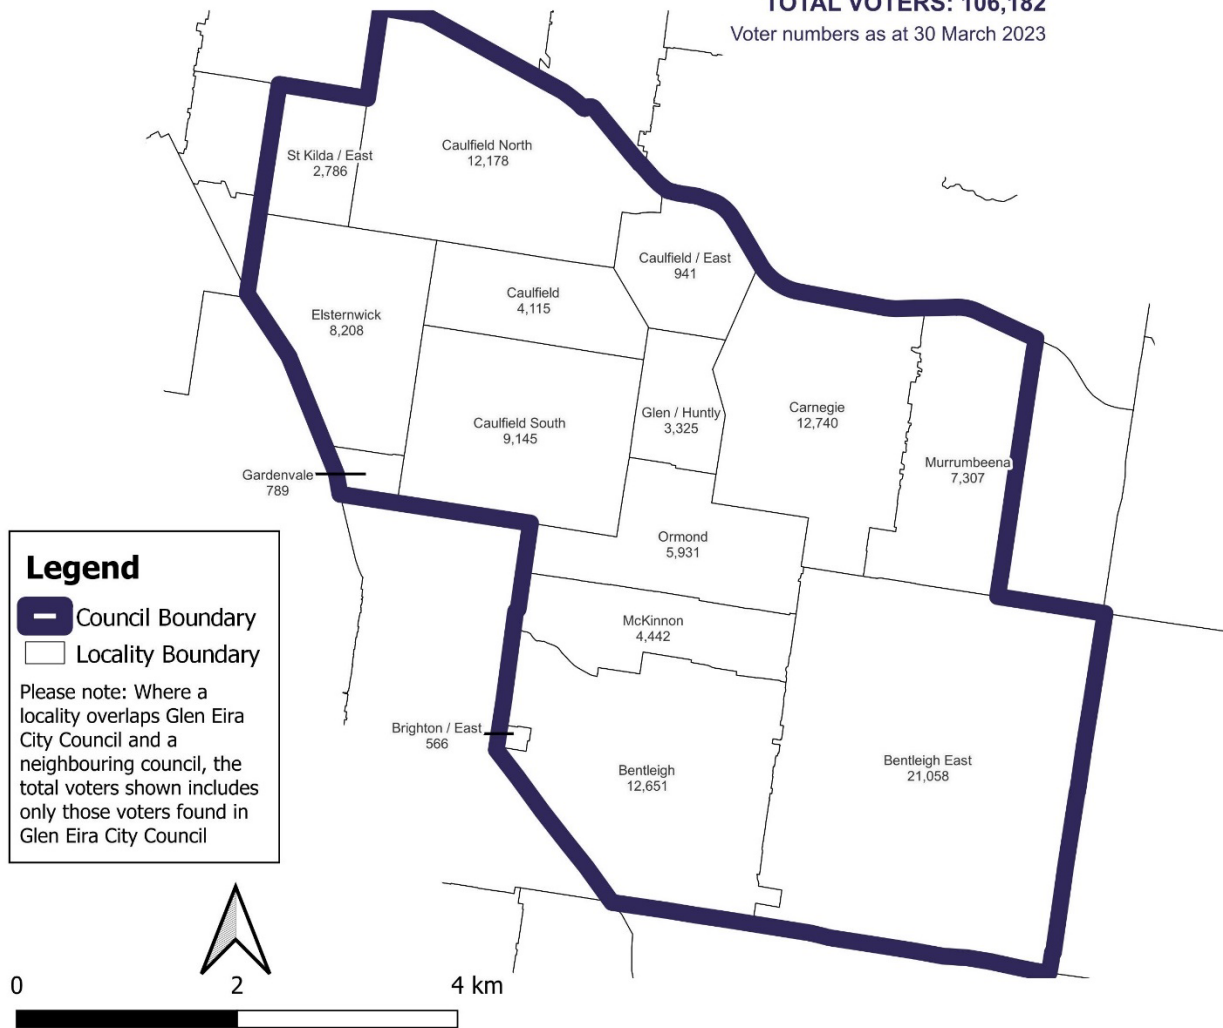 TOTAL VOTERS: 106,182
Voter numbers as at 30 March 2023
St Kilda / East
2,786
Caulfield North
12,178
Caulfield / East
941
Caulfield
4,115
Elsternwick
8,208
Glen / Huntly
3,325
Carnegie
12,740
Caulfield South
9,145
Murrumbeena
7,307
Gardenvale
789
Ormond
5,931
McKinnon
4,442
Brighton / East
566
Bentleigh
12,651
Bentleigh East
21,058
Legend
Council Boundary
Locality Boundary
Please note: Where a
locality overlaps Glen Eira
City Council and a
neighbouring council, the
total voters shown includes
only those voters found in
Glen Eira City Council
0 2 4 km